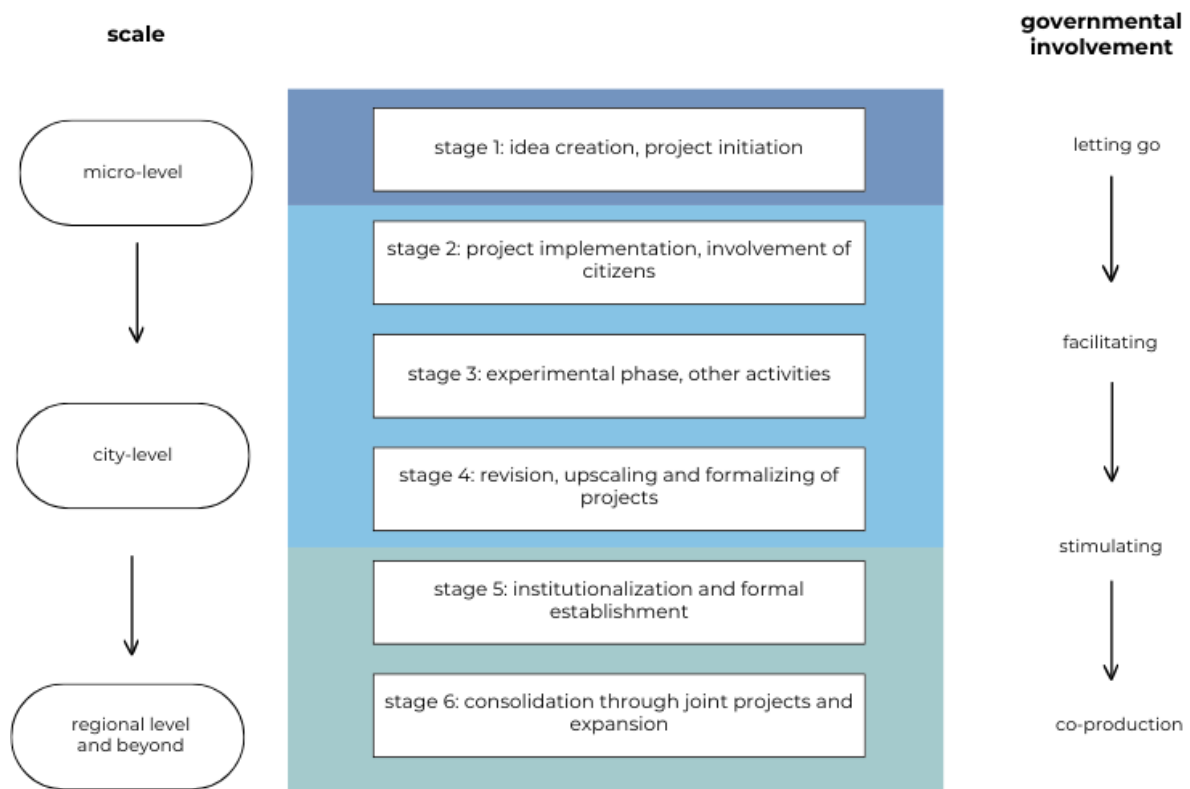 scale
governmental
involvement
micro-level
stage 1: idea creation, project initiation
letting go
stage 2: project implementation, involvement of
citizens
facilitating
stage 3: experimental phase, other activities
city-level
stage 4: revision, upscaling and formalizing of
projects
stimulating
stage 5: institutionalization and formal
establishment
regional level
and beyond
stage 6: consolidation through joint projects and
expansion
co-production